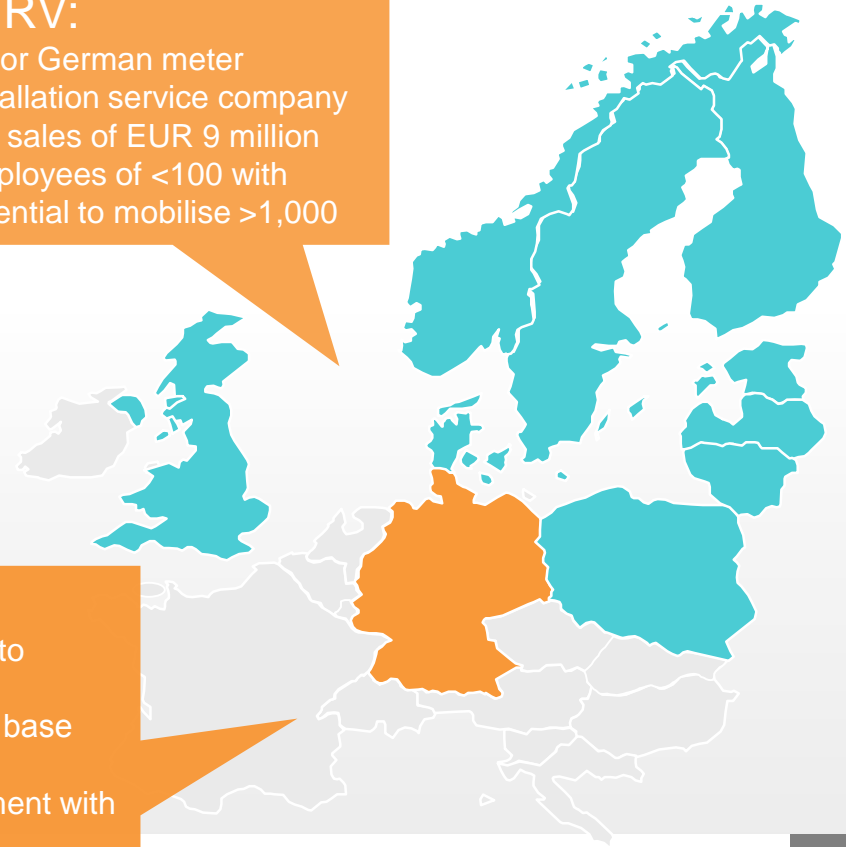 RV:
or German meter
allation service company
sales of EUR 9 million
ployees of <100 with
ential to mobilise >1,000
to
base
nent with